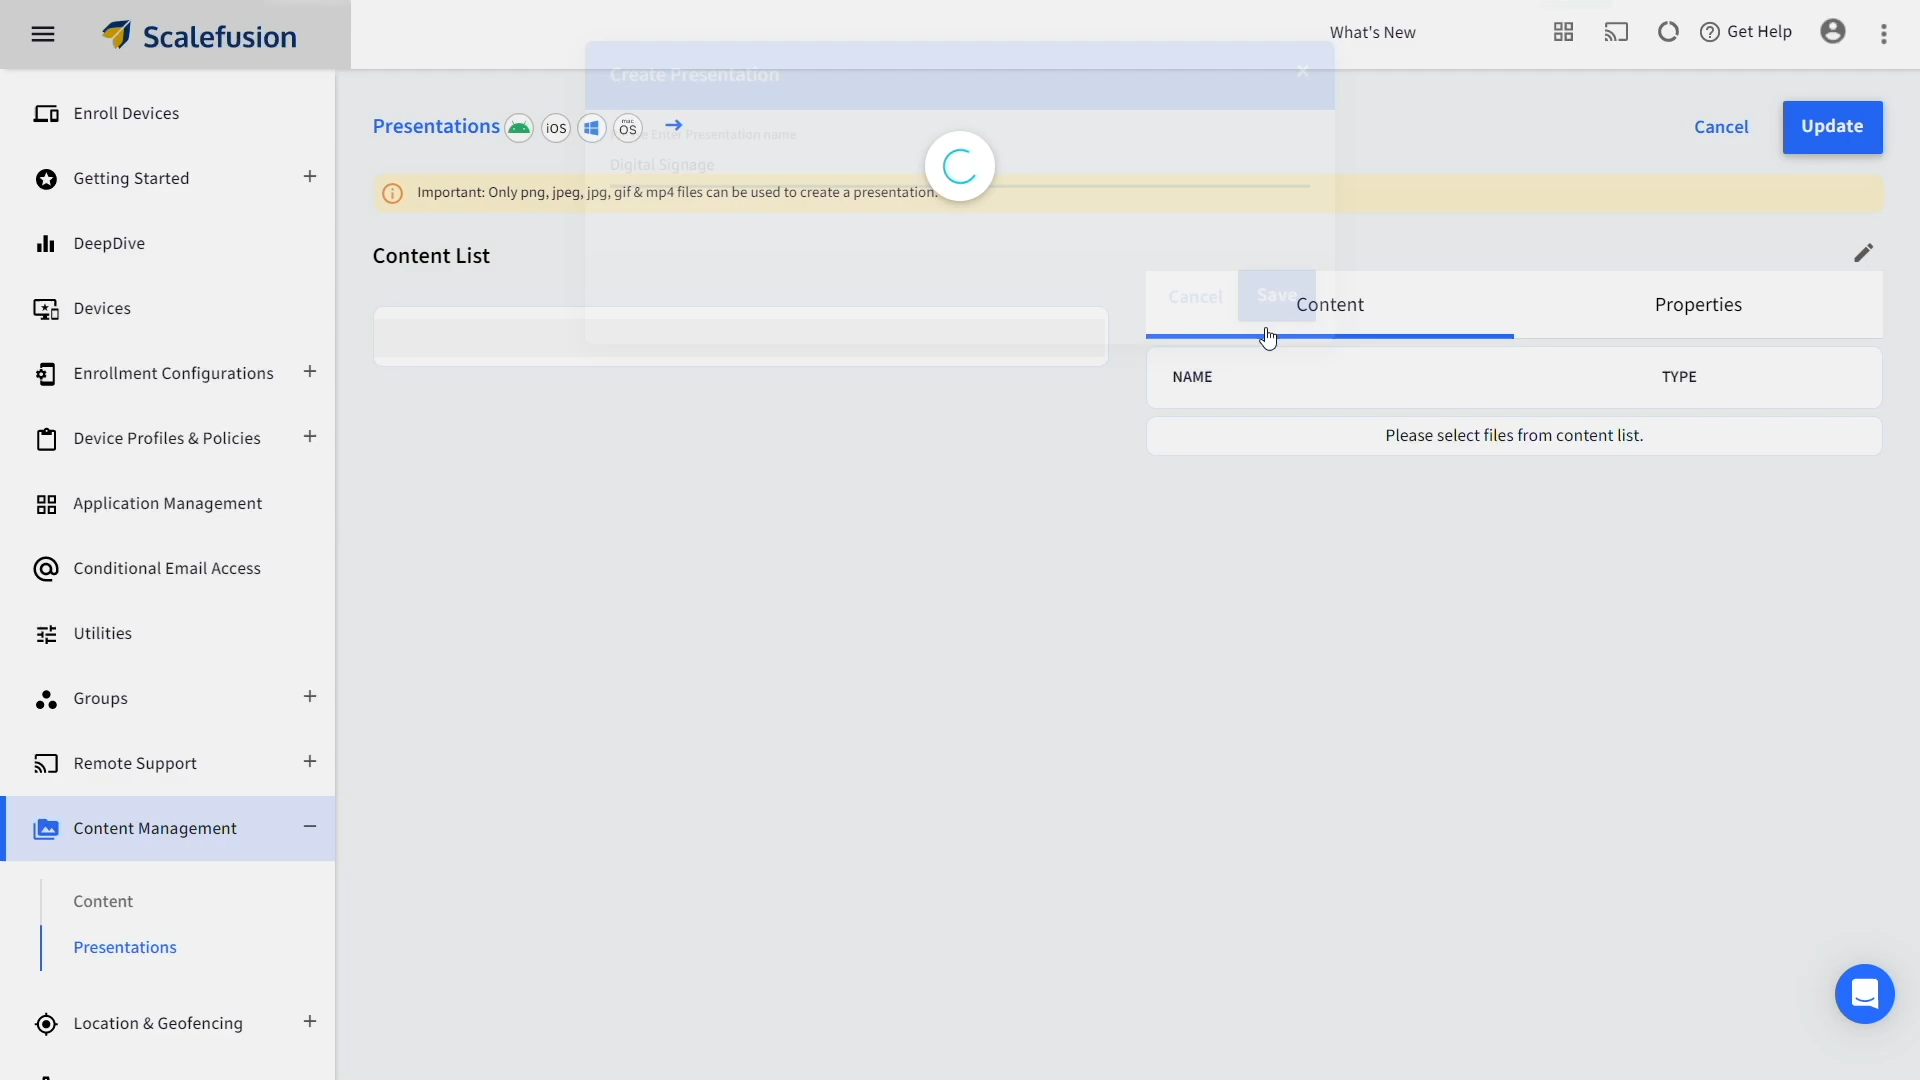 Scalefusion
What's New
Get Help
Enroll Devices
Getting Started
DeepDive
Devices
Enrollment Configurations
Device Profiles & Policies
Application Management
Conditional Email Access
Utilities
Groups
Remote Support
Content Management
Content
Presentations
Location & Geofencing
Create Presentation
Presentations
iOS
mac
OS
Enter Presentation name
Digital Signage
Cancel
Update
Important: Only png, jpeg, jpg, gif & mp4 files can be used to create a presentation.
Content List
Cancel
Save
Content
Properties
NAME
TYPE
Please select files from content list.